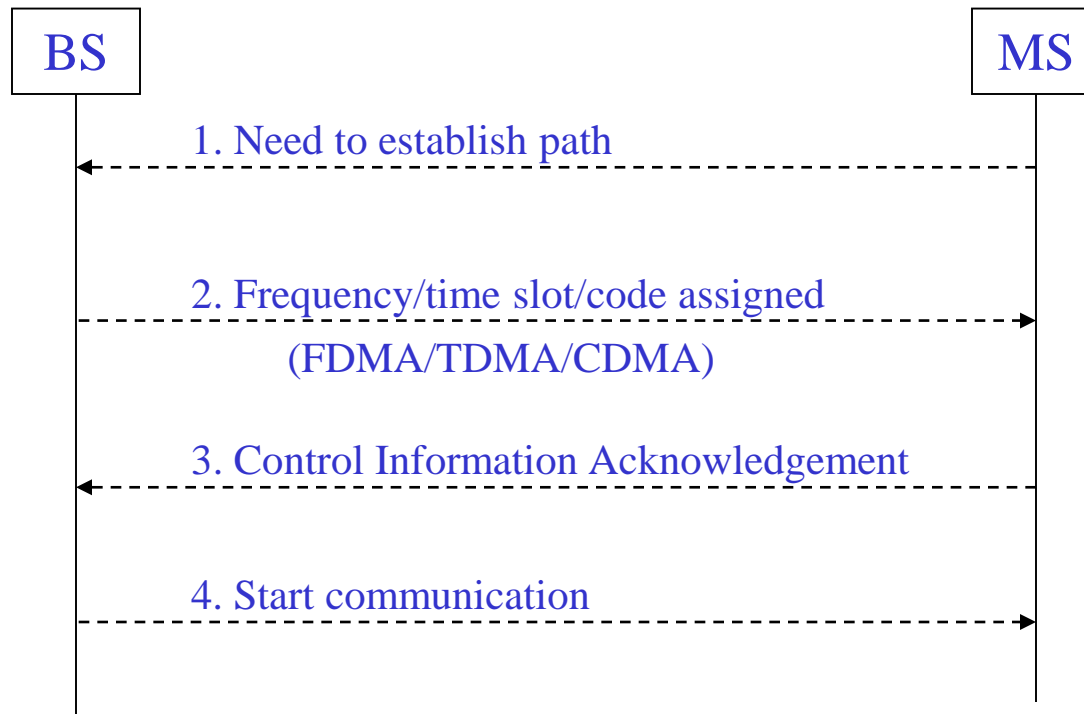 BS
MS
1. Need to establish path
2. Frequency/time slot/code assigned
(FDMA/TDMA/CDMA)
3. Control Information Acknowledgement
4. Start communication